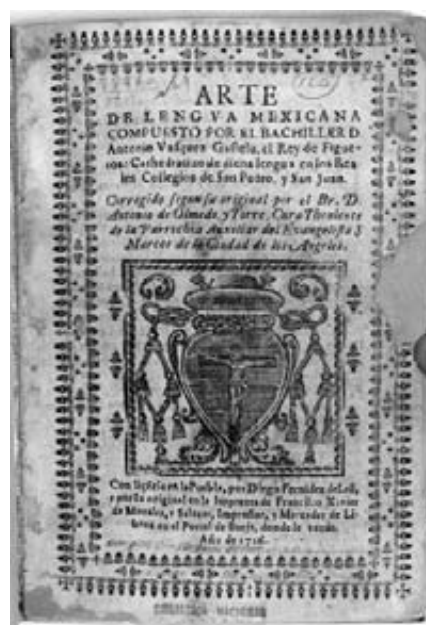 ARTE
DE LENGVA MEXICANA
COMPUESTO POR EL BACHILLER D.
Antonio Vasquez Gastelu, el Rey de Figue-
roa: Cathedratico de dicha lengua en los Rea-
les Collegios de San Pedro, y San Juan.
Corregido segun su original por el Br. D.
Antonio de Olmedo, y Torre, Cura Theniente
de la Parrochia Auxiliar del Evangelista S.
Marcos de la Ciudad de los Angeles.
Con licēcia en la Puebla, por Diego Fernādez de Leō,
y por su original en la Imprenta de Francisco Xavier
de Morales, y Salazar, Impressor, y Mercader de Li-
bros en el Portal de Borja, donde se vende
Año de 1716.